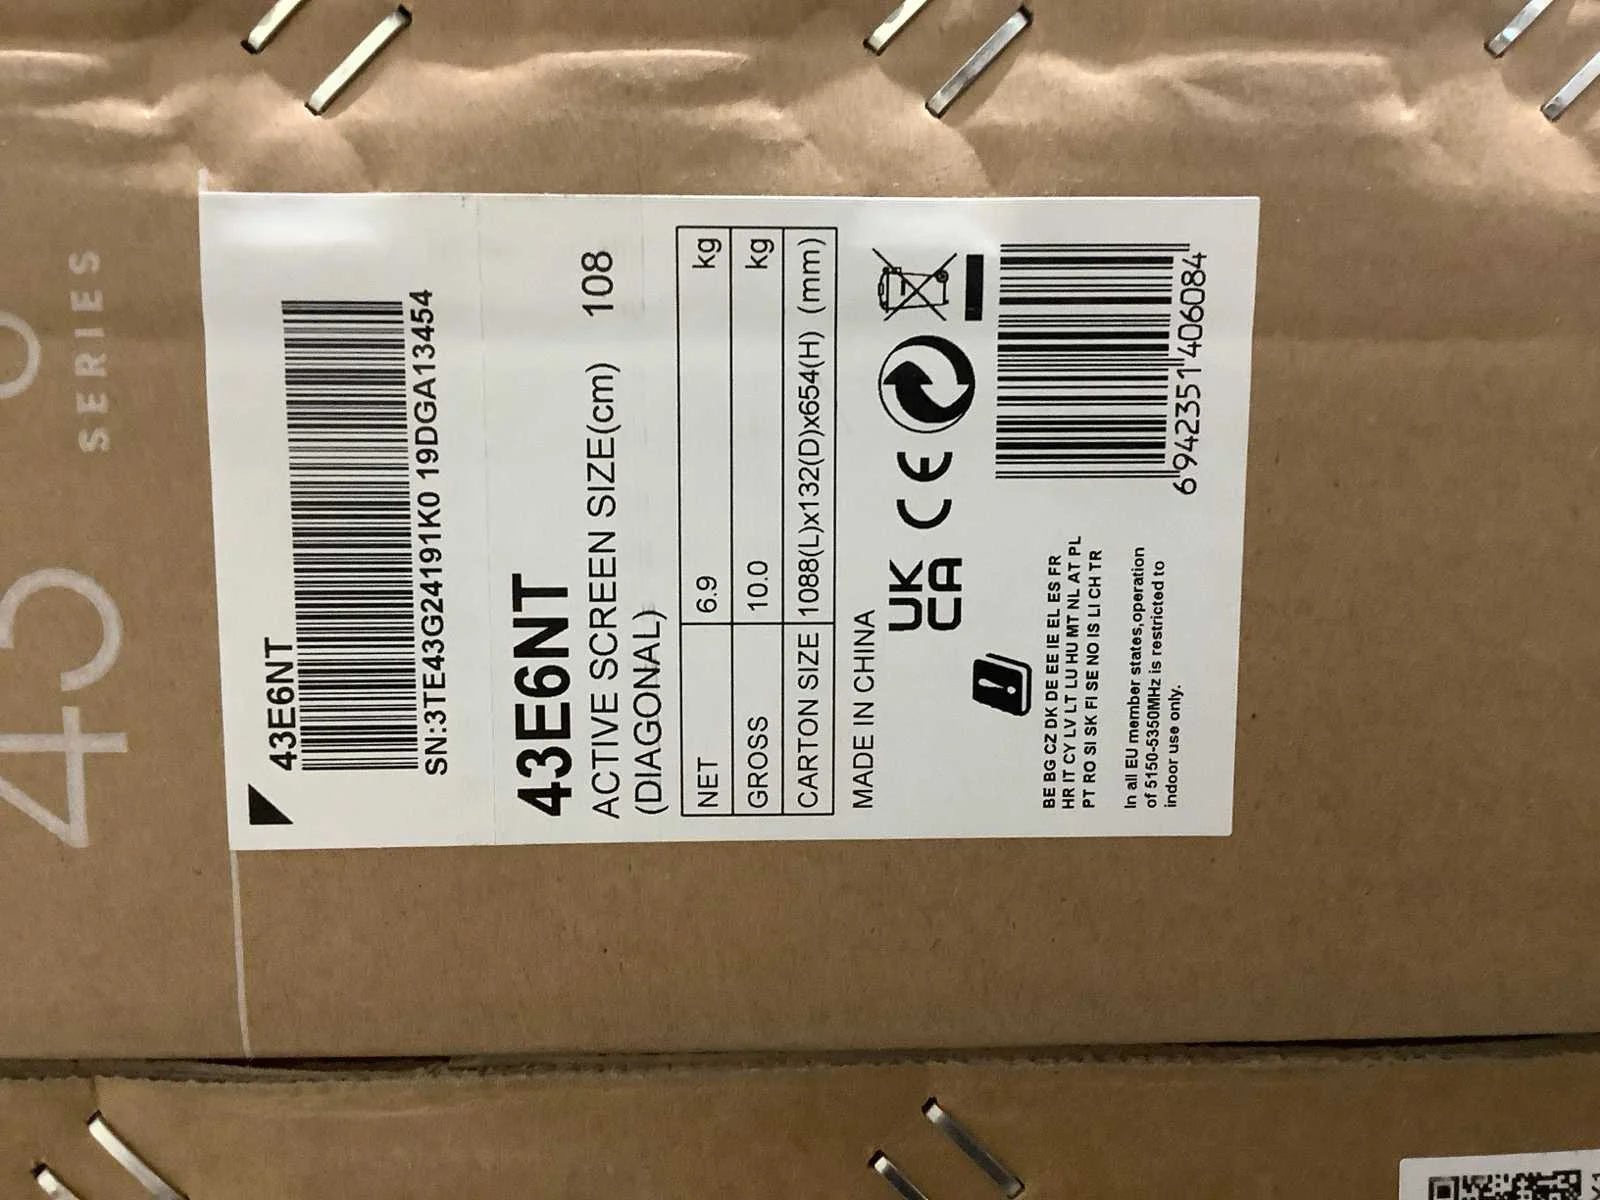 43
SERIES
43E6NT
SN:3TE43G24191K0 19DGA13454
43E6NT
ACTIVE SCREEN SIZE(cm) 108
(DIAGONAL)
NET 6.9 kg
GROSS 10.0 kg
CARTON SIZE 1088(L)x132(D)x654(H) (mm)
MADE IN CHINA
UK
CA CE
BE BG CZ DK DE EE IE EL ES FR
HR IT CY LV LT LU HU MT NL AT PL
PT RO SI SK FI SE NO IS LI CH TR
In all EU member states,operation
of 5150-5350MHz is restricted to
indoor use only.
6 942351 406084